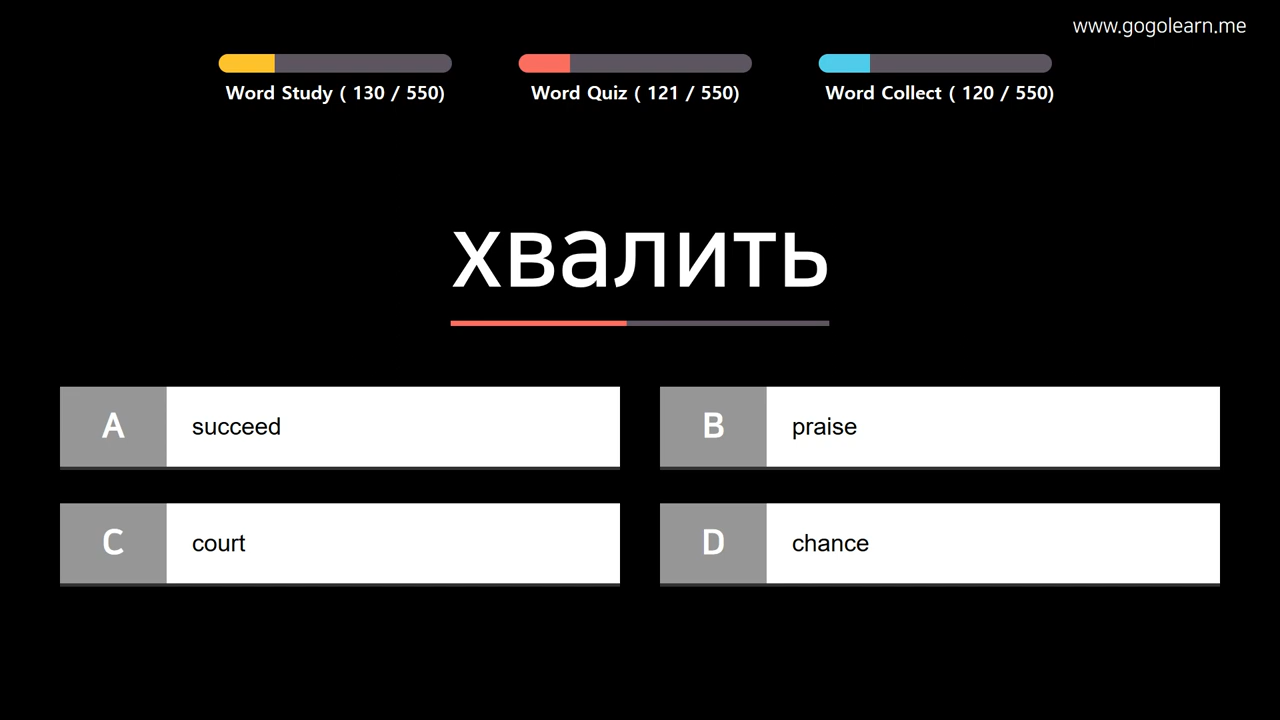 www.gogolearn.me
Word Study ( 130 / 550)
Word Quiz ( 121 / 550)
Word Collect ( 120 / 550)
хвалить
A succeed
B praise
C court
D chance